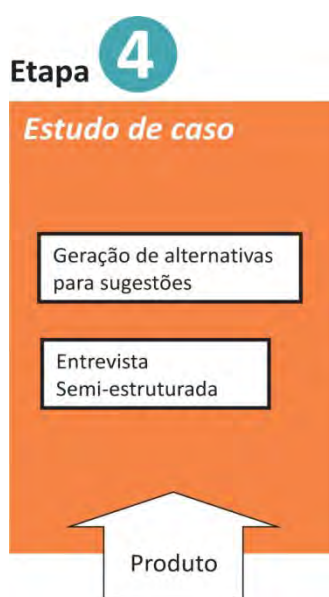 Etapa 4
Estudo de caso
Geração de alternativas
para sugestões
Entrevista
Semi-estruturada
Produto